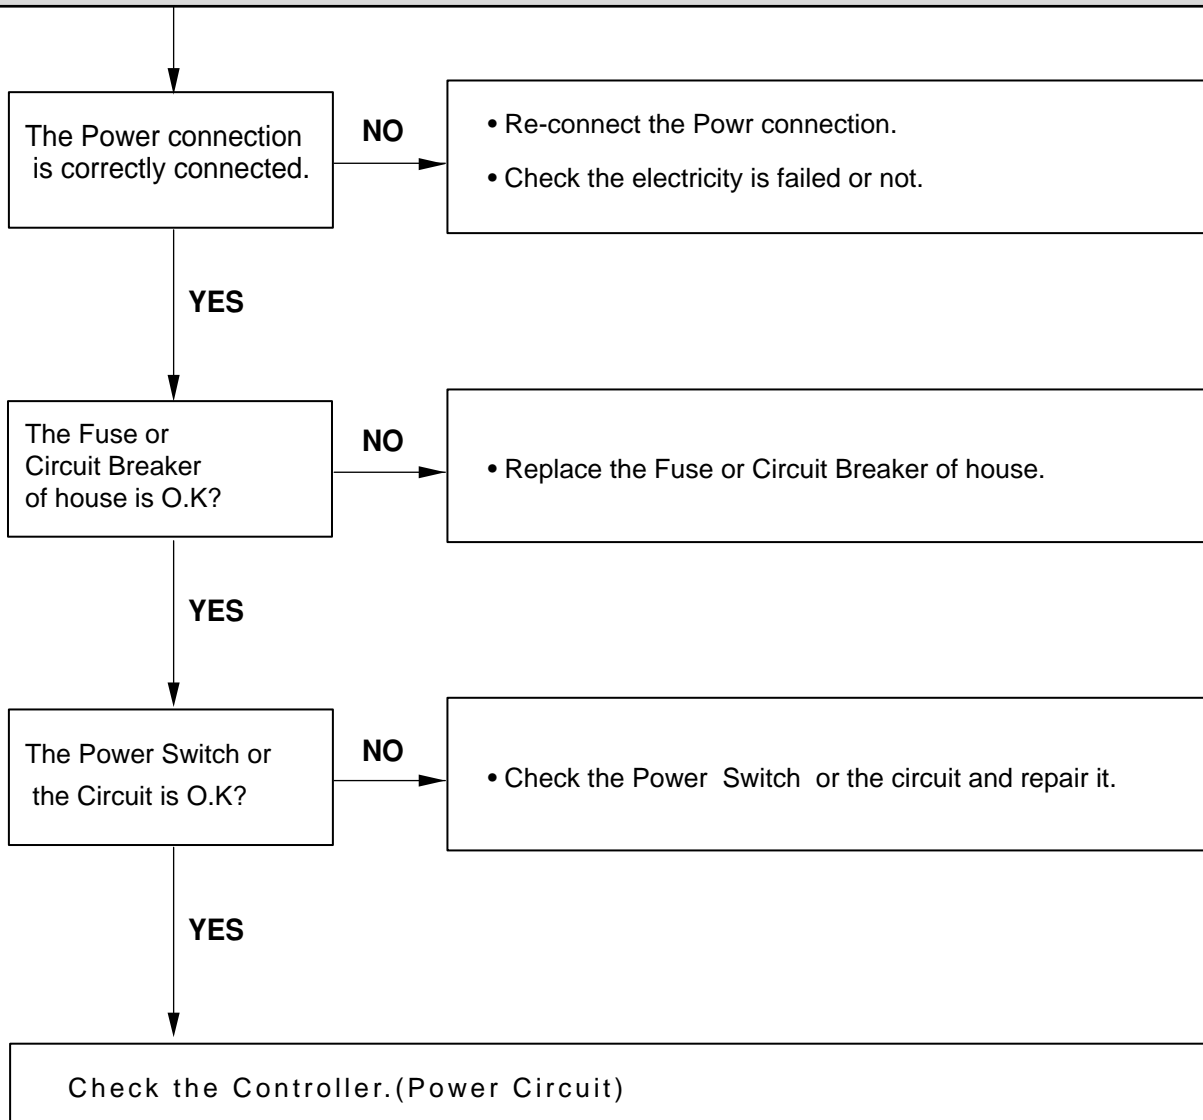 The Power connection
is correctly connected.
NO
• Re-connect the Powr connection.
• Check the electricity is failed or not.
YES
The Fuse or
Circuit Breaker
of house is O.K?
NO
• Replace the Fuse or Circuit Breaker of house.
YES
The Power Switch or
the Circuit is O.K?
NO
• Check the Power Switch or the circuit and repair it.
YES
Check the Controller.(Power Circuit)